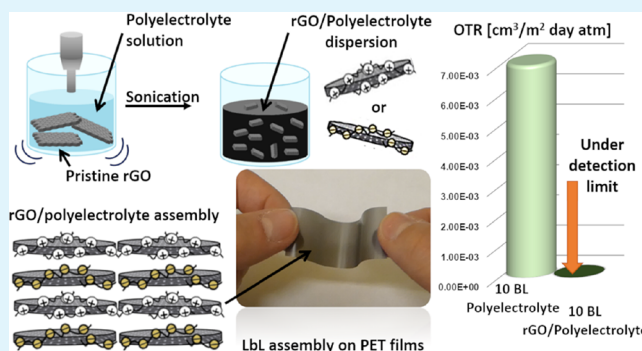 Polyelectrolyte
solution
Sonication
Pristine rGO
rGO/Polyelectrolyte
dispersion
or
rGO/polyelectrolyte assembly
LbL assembly on PET films
OTR [cm³/m² day atm]
7.00E-03
6.00E-03
5.00E-03
4.00E-03
3.00E-03
2.00E-03
1.00E-03
0.00E+00
Under
detection
limit
10 BL
Polyelectrolyte
10 BL
rGO/Polyelectrolyte